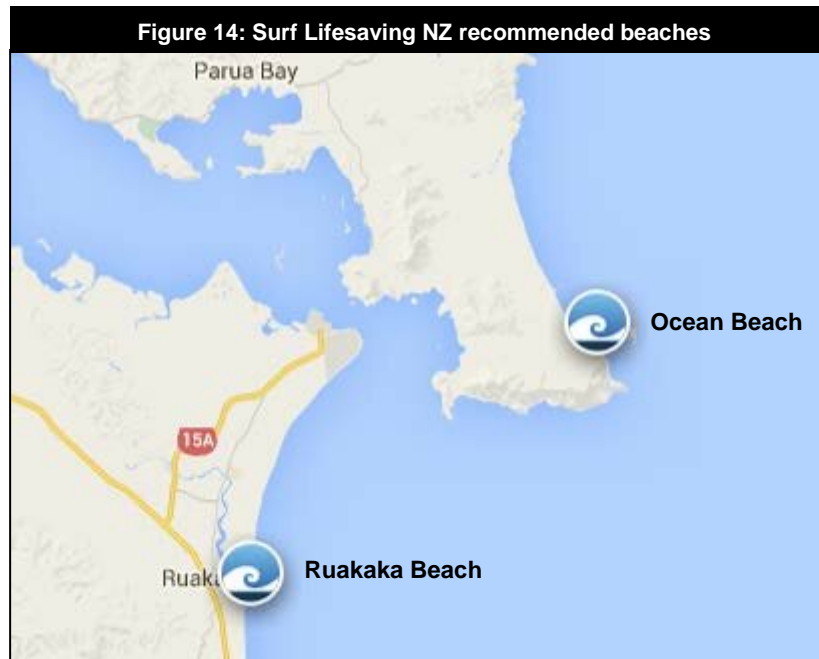 Figure 14: Surf Lifesaving NZ recommended beaches
Parua Bay
Ocean Beach
15A
Ruakaka Beach